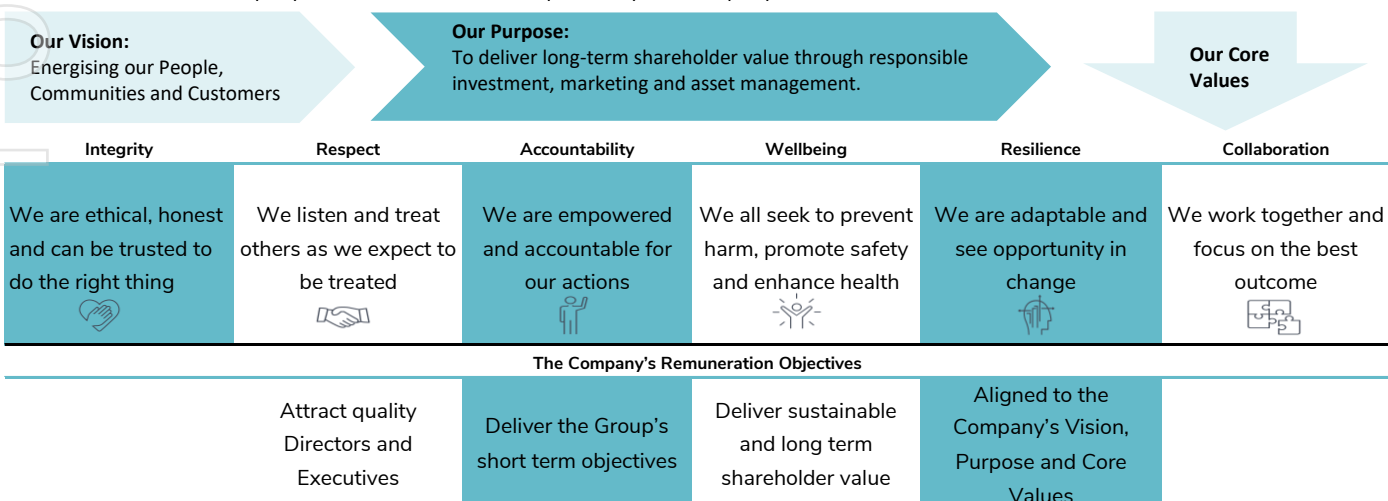 Our Vision:
Energising our People,
Communities and Customers
Our Purpose:
To deliver long-term shareholder value through responsible
investment, marketing and asset management.
Our Core
Values
Integrity
We are ethical, honest
and can be trusted to
do the right thing
Respect
We listen and treat
others as we expect to
be treated
Accountability
We are empowered
and accountable for
our actions
Wellbeing
We all seek to prevent
harm, promote safety
and enhance health
Resilience
We are adaptable and
see opportunity in
change
Collaboration
We work together and
focus on the best
outcome
The Company's Remuneration Objectives
Attract quality
Directors and
Executives
Deliver the Group's
short term objectives
Deliver sustainable
and long term
shareholder value
Aligned to the
Company's Vision,
Purpose and Core
Values